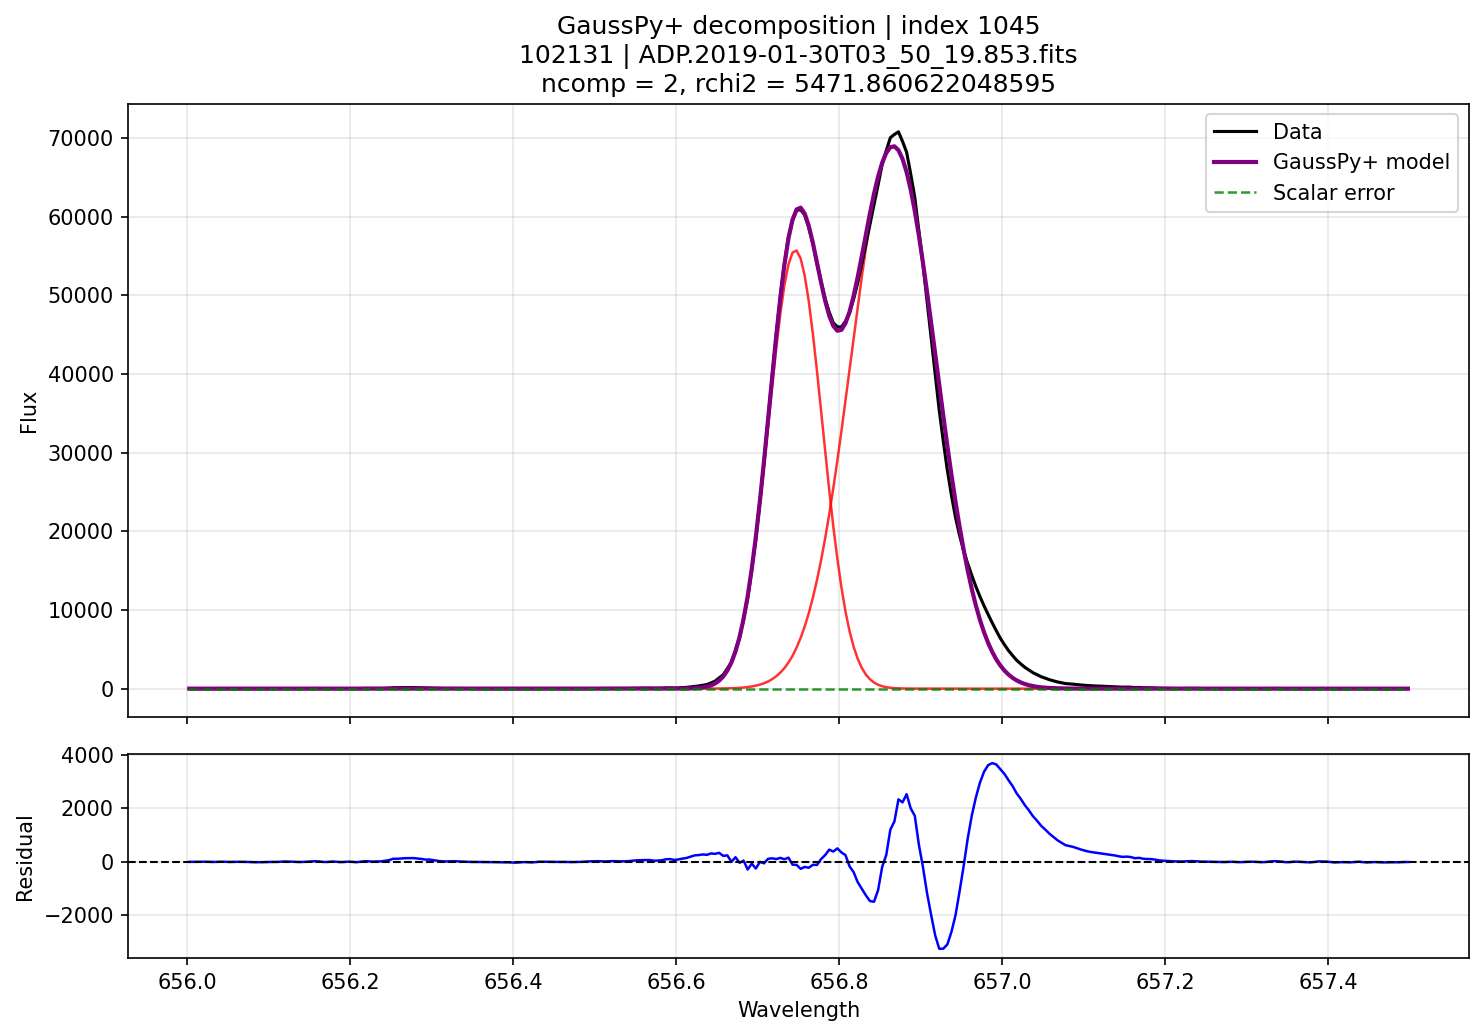 GaussPy+ decomposition | index 1045
102131 | ADP.2019-01-30T03_50_19.853.fits
ncomp = 2, rchi2 = 5471.860622048595
Data
GaussPy+ model
Scalar error
70000
60000
50000
40000
30000
20000
10000
0
Flux
4000
2000
0
−2000
Residual
656.0
656.2
656.4
656.6
656.8
657.0
657.2
657.4
Wavelength